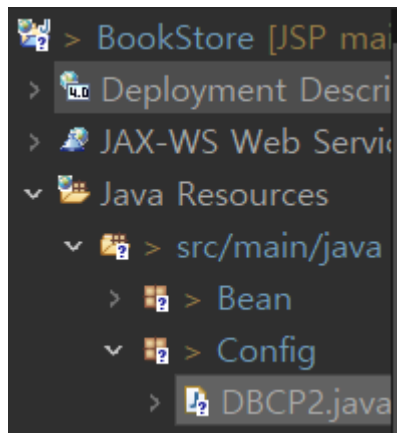 > BookStore [JSP mai
> Deployment Descri
> JAX-WS Web Servic
Java Resources
> src/main/java
> > Bean
> Config
> DBCP2.java